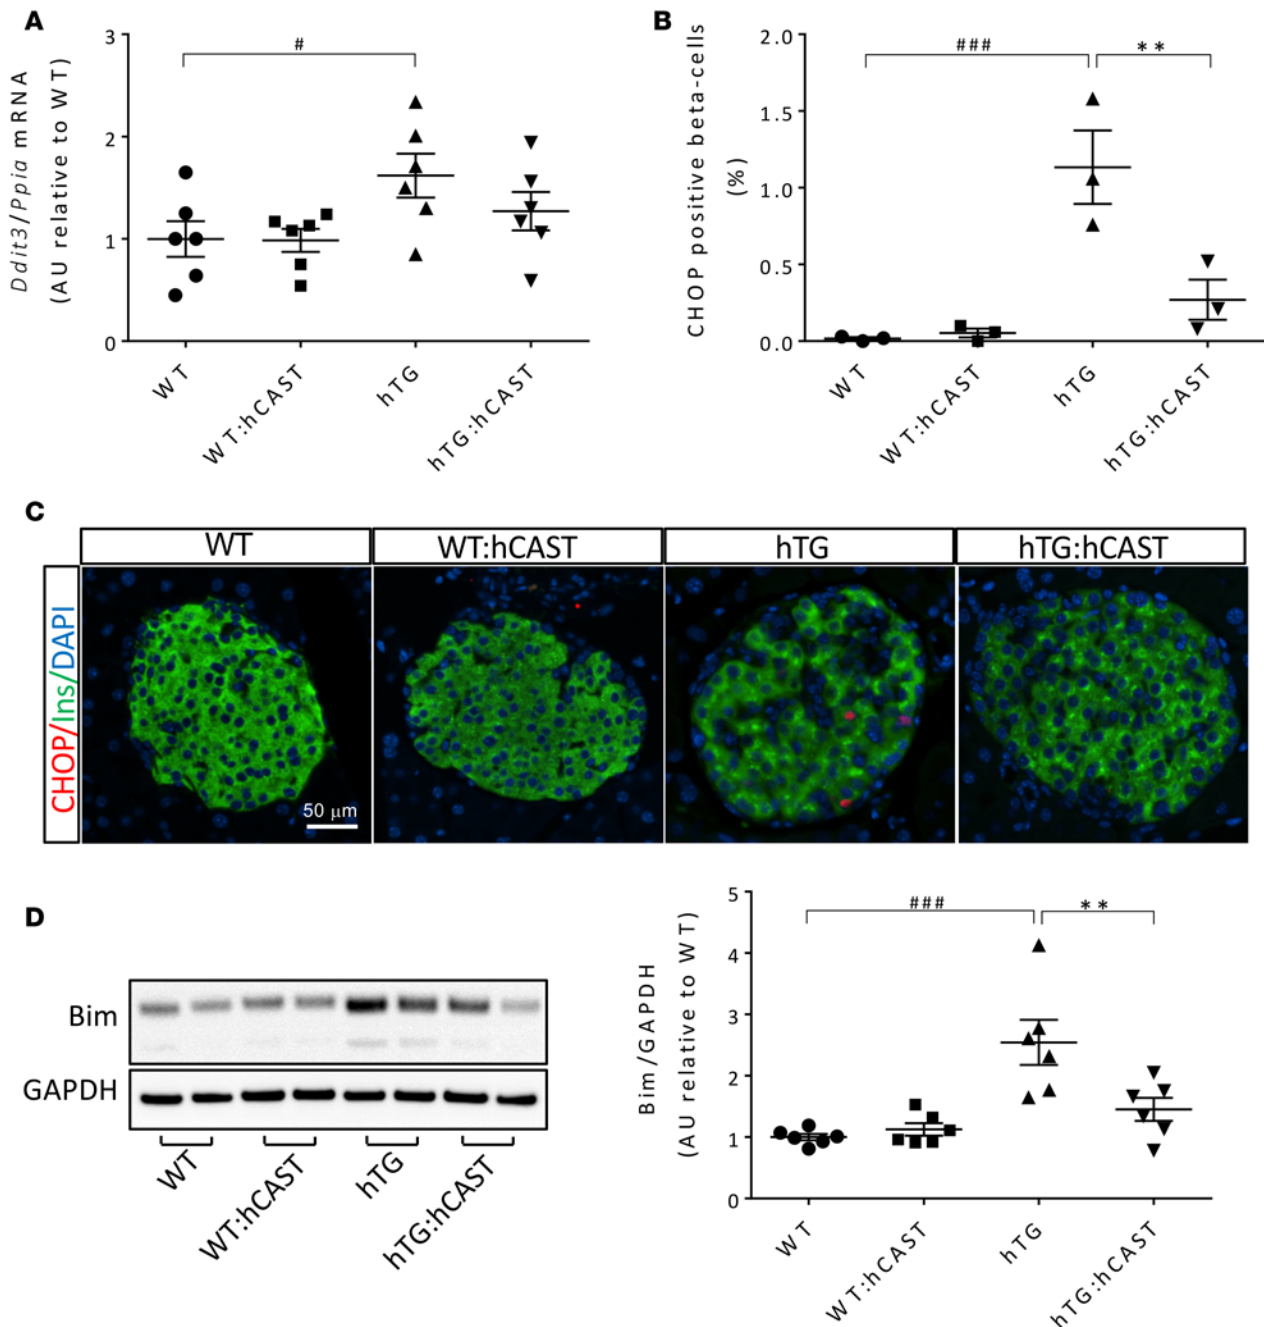 A
Ddit3/Ppia mRNA
(AU relative to WT)
3
2
1
0
#
WT
WT:hCAST
hTG
hTG:hCAST
B
CHOP positive beta-cells
(%)
2.0
1.5
1.0
0.5
0.0
###
**
WT
WT:hCAST
hTG
hTG:hCAST
C
WT
WT:hCAST
hTG
hTG:hCAST
CHOP/Ins/DAPI
50 μm
D
Bim
GAPDH
WT
WT:hCAST
hTG
hTG:hCAST
Bim/GAPDH
(AU relative to WT)
5
4
3
2
1
0
###
**
WT
WT:hCAST
hTG
hTG:hCAST